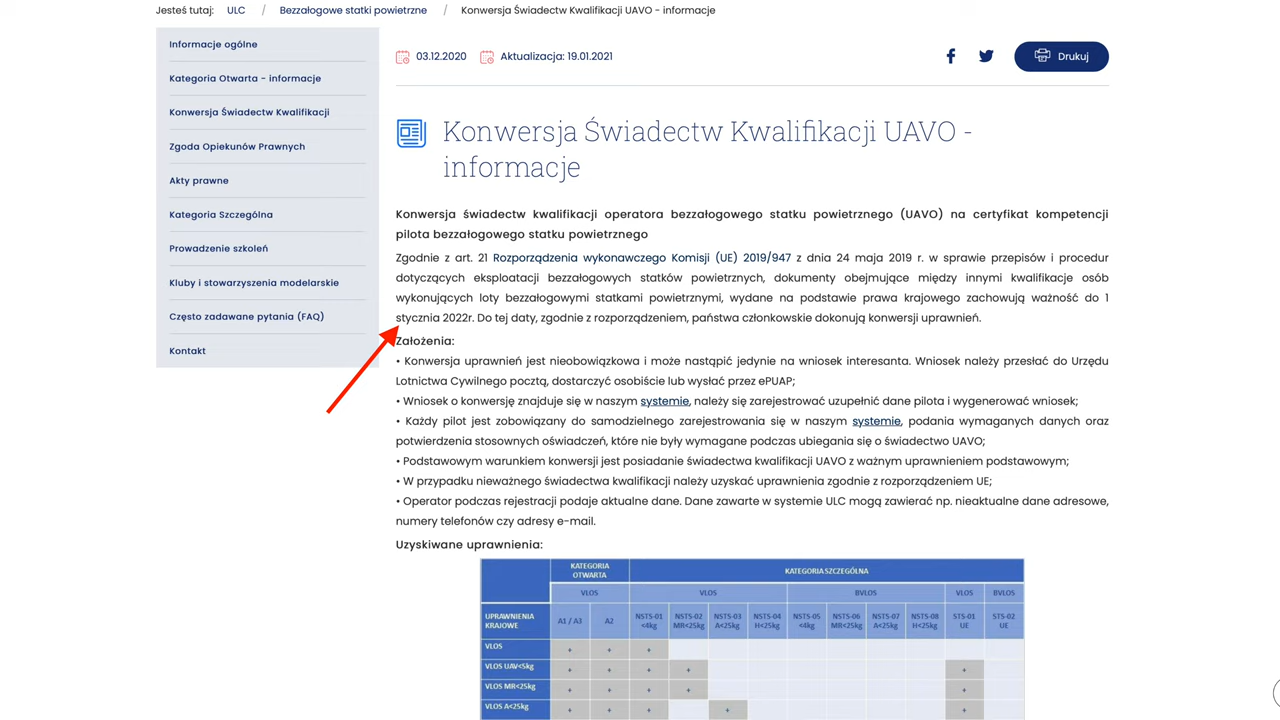 Jesteś tutaj: ULC / Bezzałogowe statki powietrzne / Konwersja Świadectw Kwalifikacji UAVO - informacje
Informacje ogólne
Kategoria Otwarta - informacje
Konwersja Świadectw Kwalifikacji
Zgoda Opiekunów Prawnych
Akty prawne
Kategoria Szczególna
Prowadzenie szkoleń
Kluby i stowarzyszenia modelarskie
Często zadawane pytania (FAQ)
Kontakt
03.12.2020 Aktualizacja: 19.01.2021 Drukuj
Konwersja Świadectw Kwalifikacji UAVO -
informacje
Konwersja świadectw kwalifikacji operatora bezzałogowego statku powietrznego (UAVO) na certyfikat kompetencji
pilota bezzałogowego statku powietrznego
Zgodnie z art. 21 Rozporządzenia wykonawczego Komisji (UE) 2019/947 z dnia 24 maja 2019 r. w sprawie przepisów i procedur
dotyczących eksploatacji bezzałogowych statków powietrznych, dokumenty obejmujące między innymi kwalifikacje osób
wykonujących loty bezzałogowymi statkami powietrznymi, wydane na podstawie prawa krajowego zachowują ważność do 1
stycznia 2022r. Do tej daty, zgodnie z rozporządzeniem, państwa członkowskie dokonują konwersji uprawnień.
Założenia:
• Konwersja uprawnień jest nieobowiązkowa i może nastąpić jedynie na wniosek interesanta. Wniosek należy przesłać do Urzędu
Lotnictwa Cywilnego pocztą, dostarczyć osobiście lub wysłać przez ePUAP;
• Wniosek o konwersję znajduje się w naszym systemie, należy się zarejestrować uzupełnić dane pilota i wygenerować wniosek;
• Każdy pilot jest zobowiązany do samodzielnego zarejestrowania się w naszym systemie, podania wymaganych danych oraz
potwierdzenia stosownych oświadczeń, które nie były wymagane podczas ubiegania się o świadectwo UAVO;
• Podstawowym warunkiem konwersji jest posiadanie świadectwa kwalifikacji UAVO z ważnym uprawnieniem podstawowym;
• W przypadku nieważnego świadectwa kwalifikacji należy uzyskać uprawnienia zgodnie z rozporządzeniem UE;
• Operator podczas rejestracji podaje aktualne dane. Dane zawarte w systemie ULC mogą zawierać np. nieaktualne dane adresowe,
numery telefonów czy adresy e-mail.
Uzyskiwane uprawnienia:
KATEGORIA OTWARTA KATEGORIA SZCZEGÓLNA
VLOS VLOS BVLOS VLOS BVLOS
UPRAWNIENIA KRAJOWE A1 / A3 A2 NSTS-01 <4kg NSTS-02 MR<25kg NSTS-03 A<25kg NSTS-04 H<25kg NSTS-05 <4kg NSTS-06 MR<25kg NSTS-07 A<25kg NSTS-08 H<25kg STS-01 UE STS-02 UE
VLOS + + +
VLOS UAV<5kg + + + + +
VLOS MR<25kg + + + + +
VLOS A<25kg + + + + +